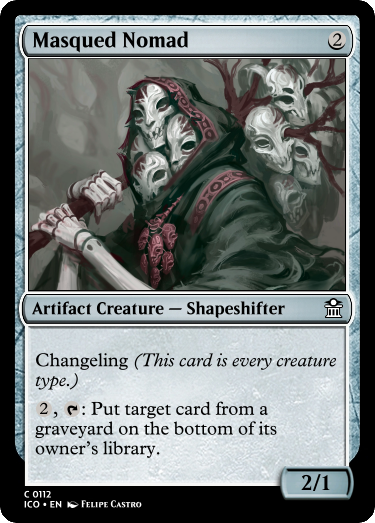 Masqued Nomad 2
Artifact Creature — Shapeshifter
Changeling (This card is every creature
type.)
2, : Put target card from a
graveyard on the bottom of its
owner's library.
2/1
C 0112
ICO • EN Felipe Castro